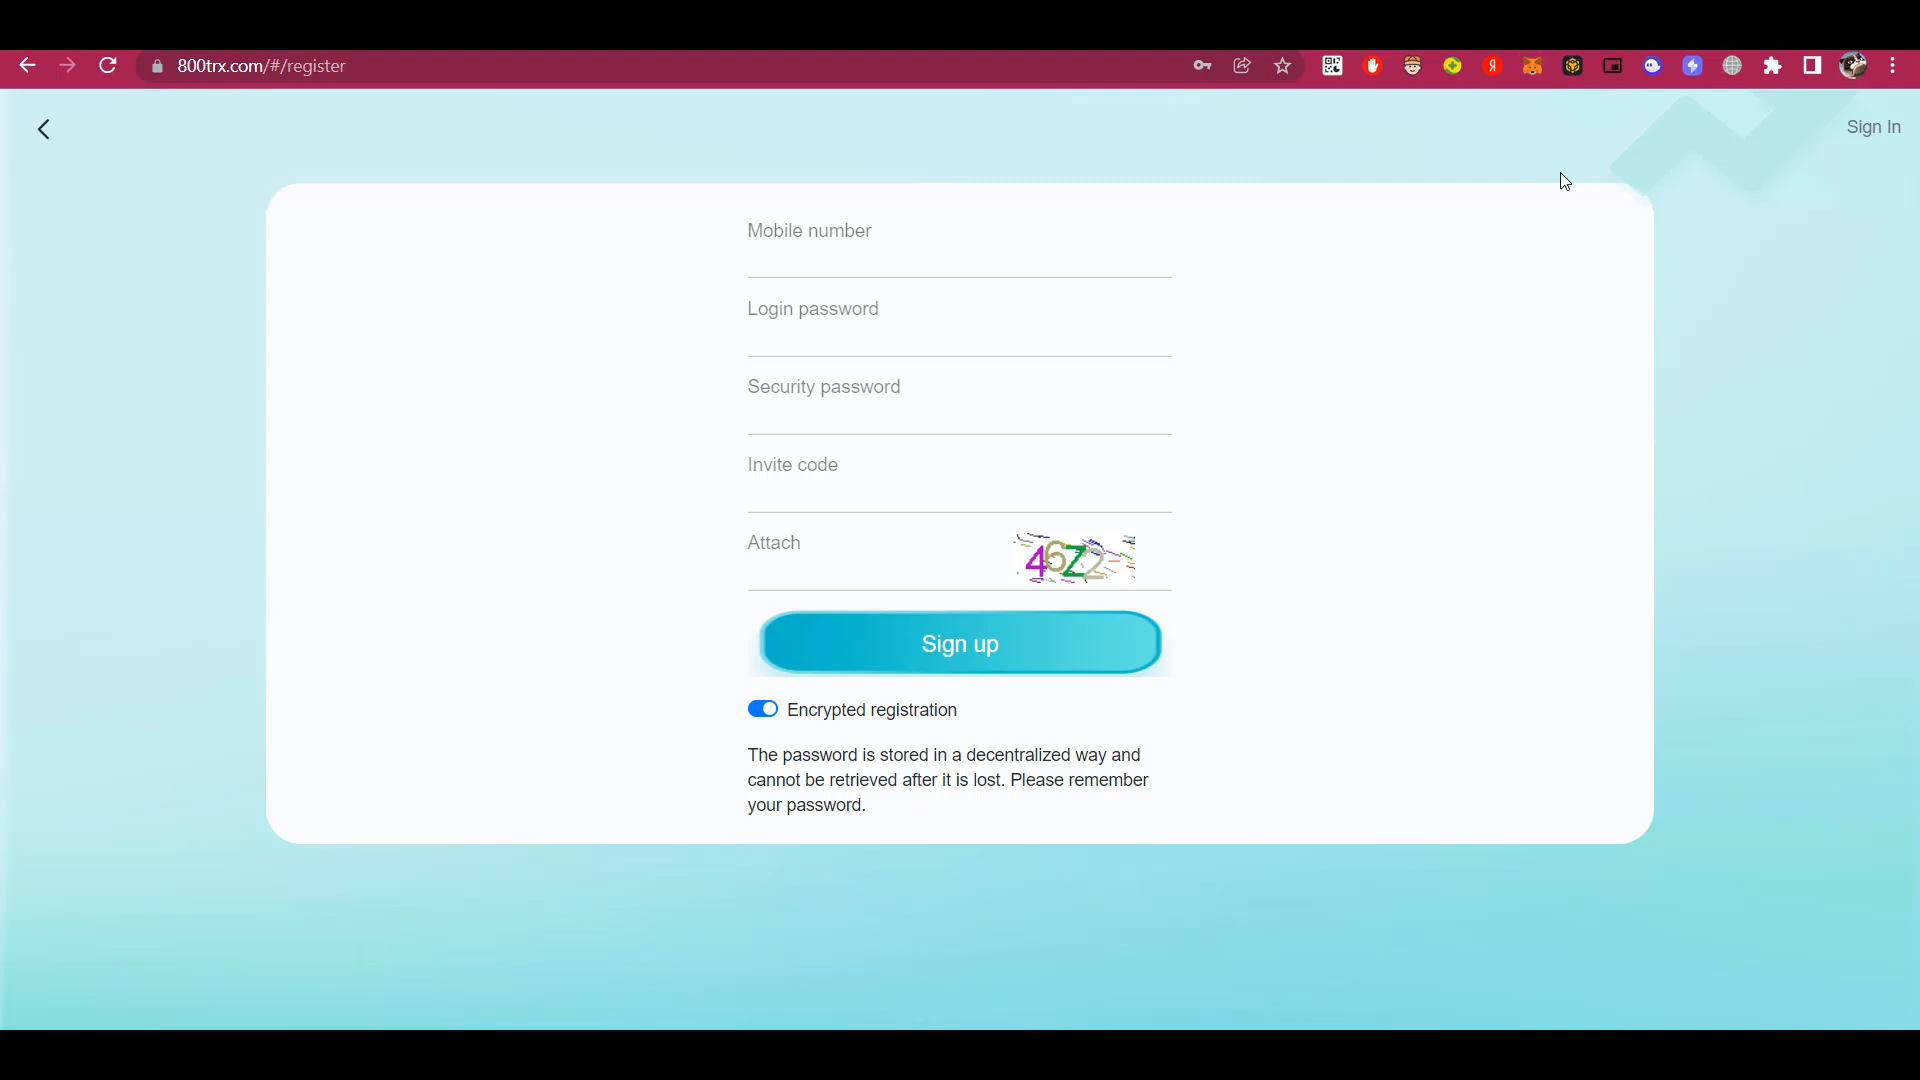 800trx.com/#/register
Sign In
Mobile number
Login password
Security password
Invite code
Attach
46Z2
Sign up
Encrypted registration
The password is stored in a decentralized way and
cannot be retrieved after it is lost. Please remember
your password.